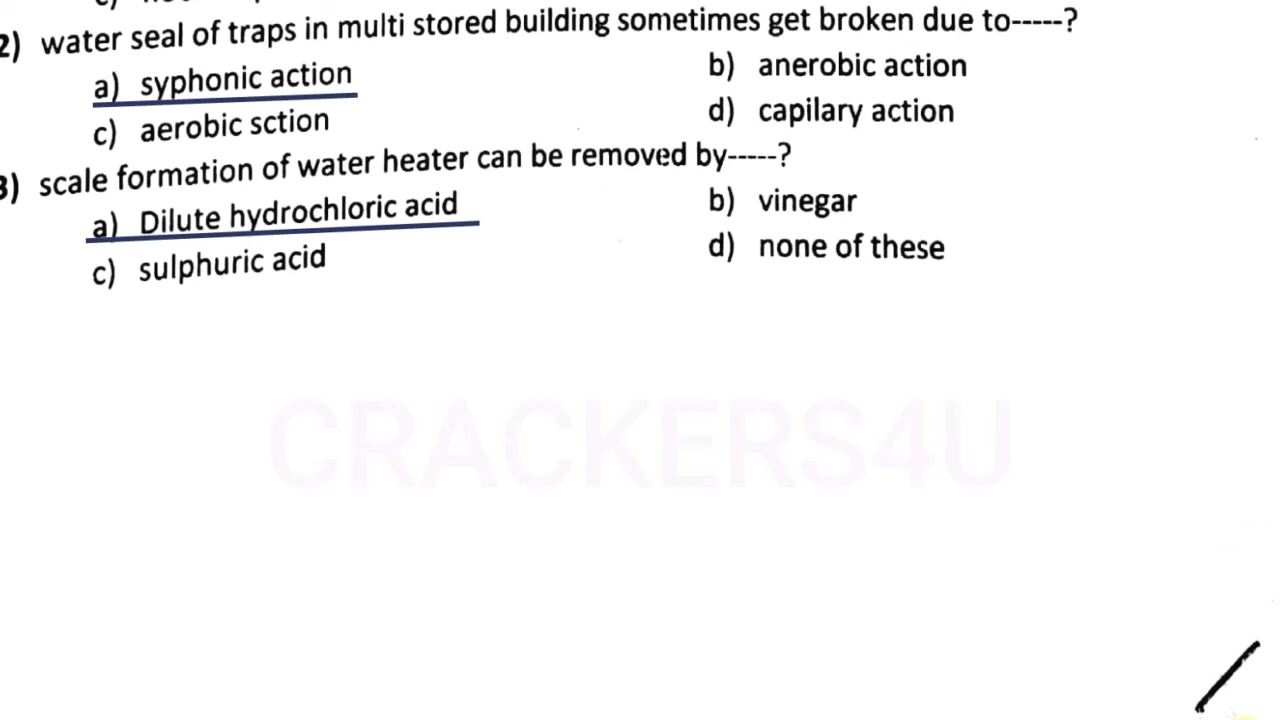 2) water seal of traps in multi stored building sometimes get broken due to-----?
a) syphonic action b) anerobic action
c) aerobic sction d) capilary action
3) scale formation of water heater can be removed by-----?
a) Dilute hydrochloric acid b) vinegar
c) sulphuric acid d) none of these
CRACKERS4U